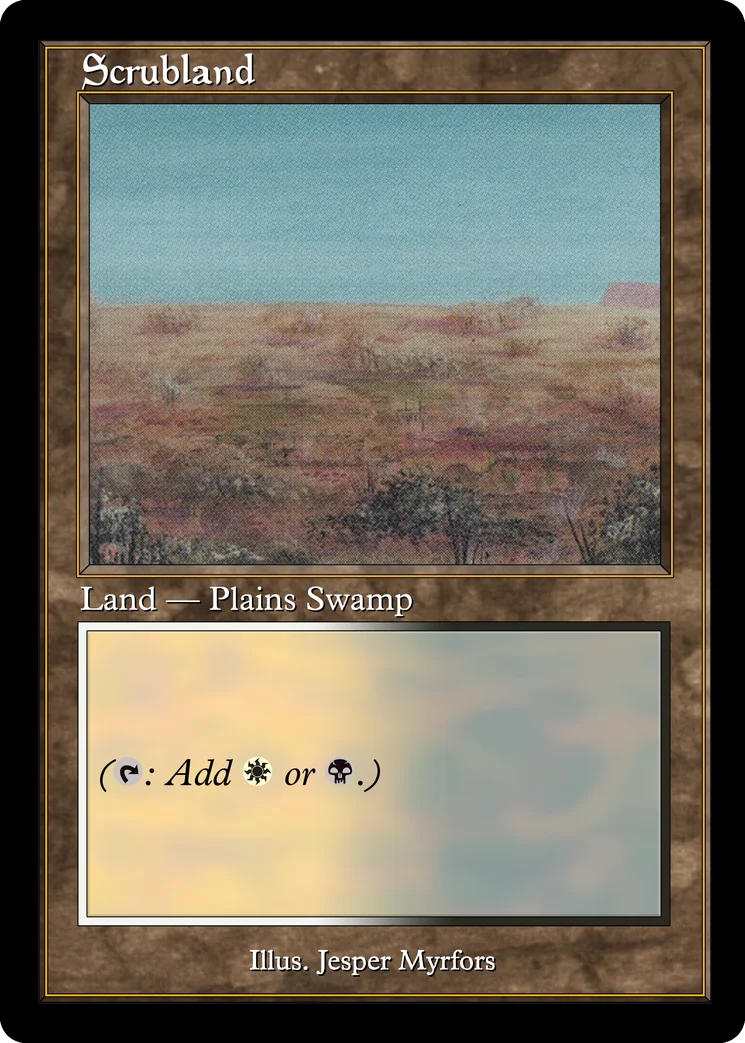 Scrubland
Land — Plains Swamp
(: Add or .)
Illus. Jesper Myrfors